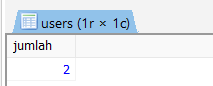 users (1r × 1c)
jumlah
2